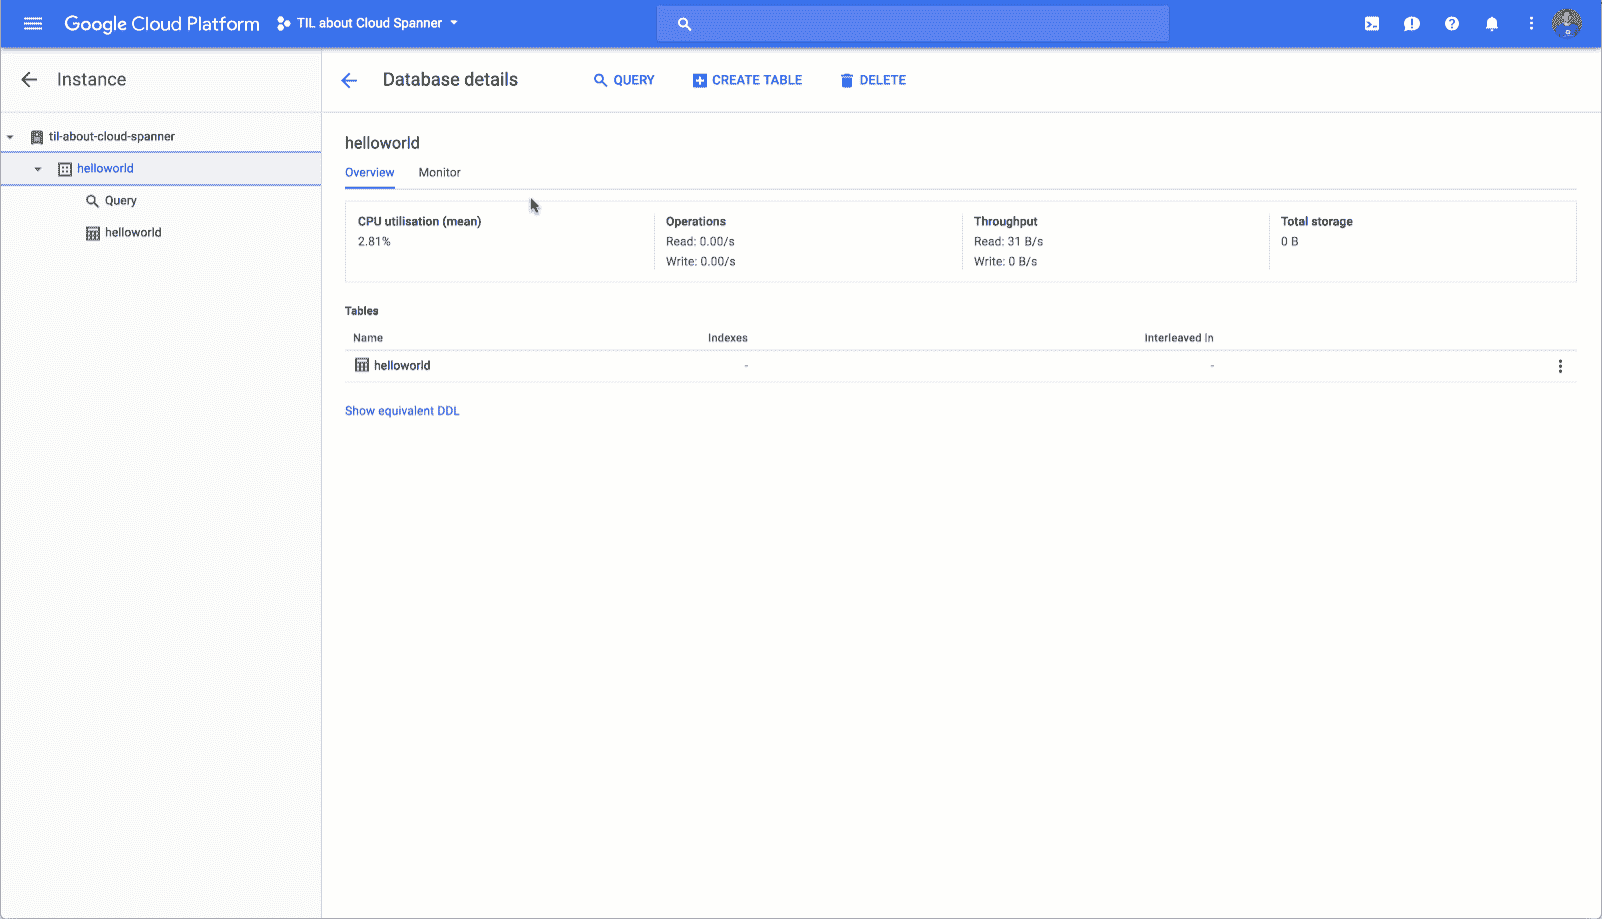 Google Cloud Platform TIL about Cloud Spanner
Instance
Database details QUERY CREATE TABLE DELETE
til-about-cloud-spanner
helloworld
Query
helloworld
helloworld
Overview Monitor
CPU utilisation (mean) Operations Throughput Total storage
2.81% Read: 0.00/s Read: 31 B/s 0 B
Write: 0.00/s Write: 0 B/s
Tables
Name Indexes Interleaved in
helloworld - -
Show equivalent DDL